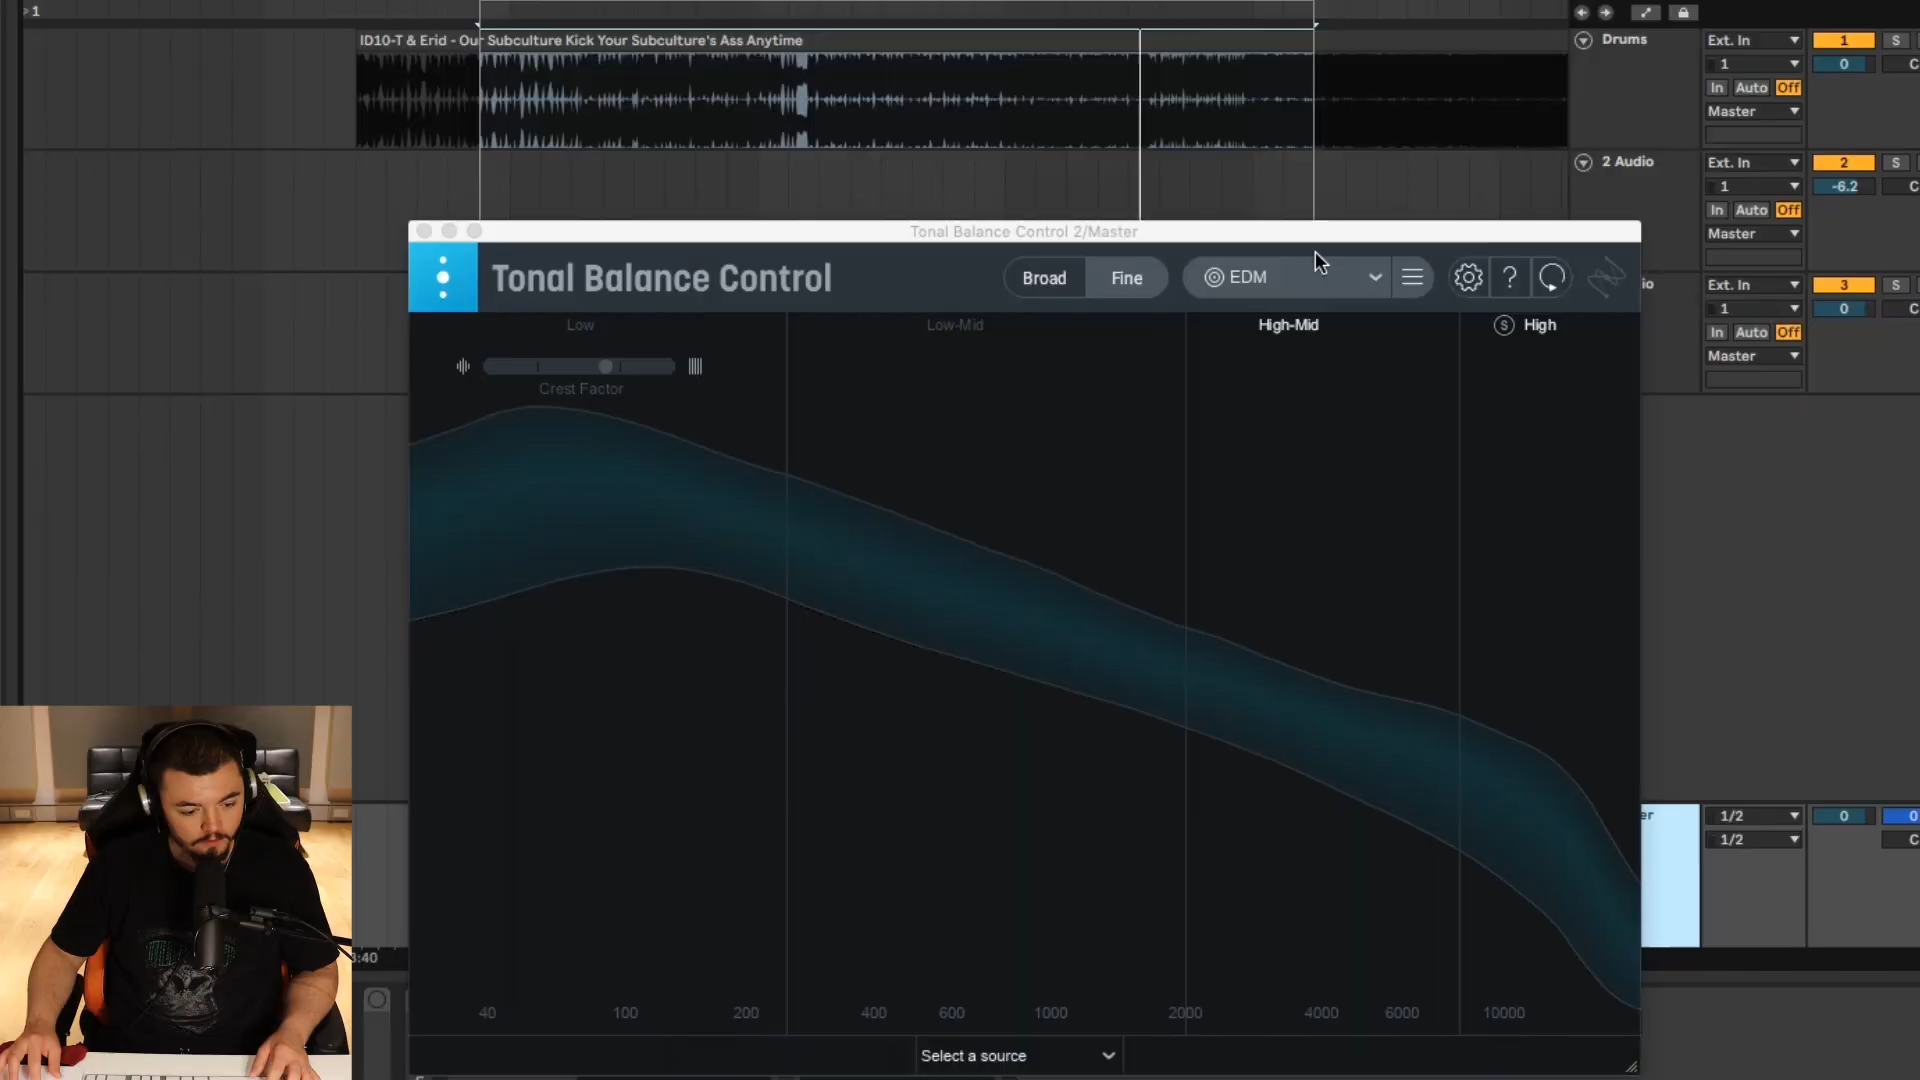 1
ID10-T & Erid - Our Subculture Kick Your Subculture's Ass Anytime
Drums
Ext. In
1
S
1
0
C
In Auto Off
Master
2 Audio
Ext. In
2
S
1
-6.2
C
In Auto Off
Master
io
Ext. In
3
S
1
0
C
In Auto Off
Master
Tonal Balance Control 2/Master
Tonal Balance Control
Broad
Fine
EDM
?
Low
Low-Mid
High-Mid
S High
Crest Factor
40 100 200 400 600 1000 2000 4000 6000 10000
Select a source
er
1/2
0
0
1/2
C
3:40